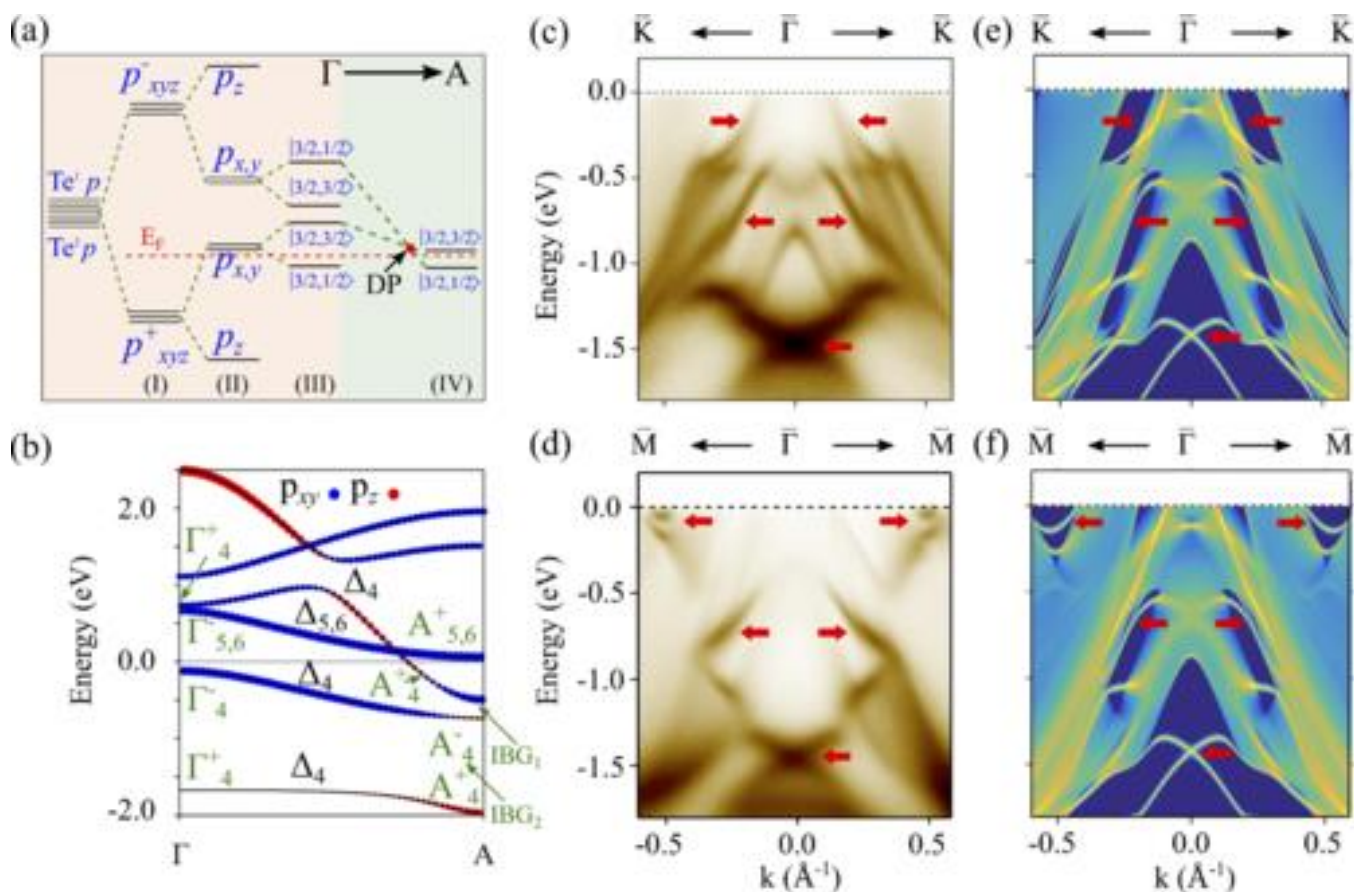 (a)
p⁻xyz
pz
Γ
A
Te¹ p
Te² p
px,y
|3/2,1/2⟩
|3/2,3/2⟩
EF
px,y
|3/2,3/2⟩
|3/2,1/2⟩
DP
|3/2,3/2⟩
|3/2,1/2⟩
p⁺xyz
pz
(I)
(II)
(III)
(IV)
(b)
pxy
pz
Energy (eV)
2.0
0.0
-2.0
Γ⁺4
Γ⁻5,6
Γ⁻4
Γ⁺4
Δ4
Δ5,6
Δ4
Δ4
A⁺5,6
A⁺4
A⁻4
A⁺4
IBG1
IBG2
Γ
A
(c)
K̄
Γ̄
K̄
Energy (eV)
0.0
-0.5
-1.0
-1.5
(d)
M̄
Γ̄
M̄
Energy (eV)
0.0
-0.5
-1.0
-1.5
-0.5
0.0
0.5
k (Å⁻¹)
(e)
K̄
Γ̄
K̄
(f)
M̄
Γ̄
M̄
-0.5
0.0
0.5
k (Å⁻¹)